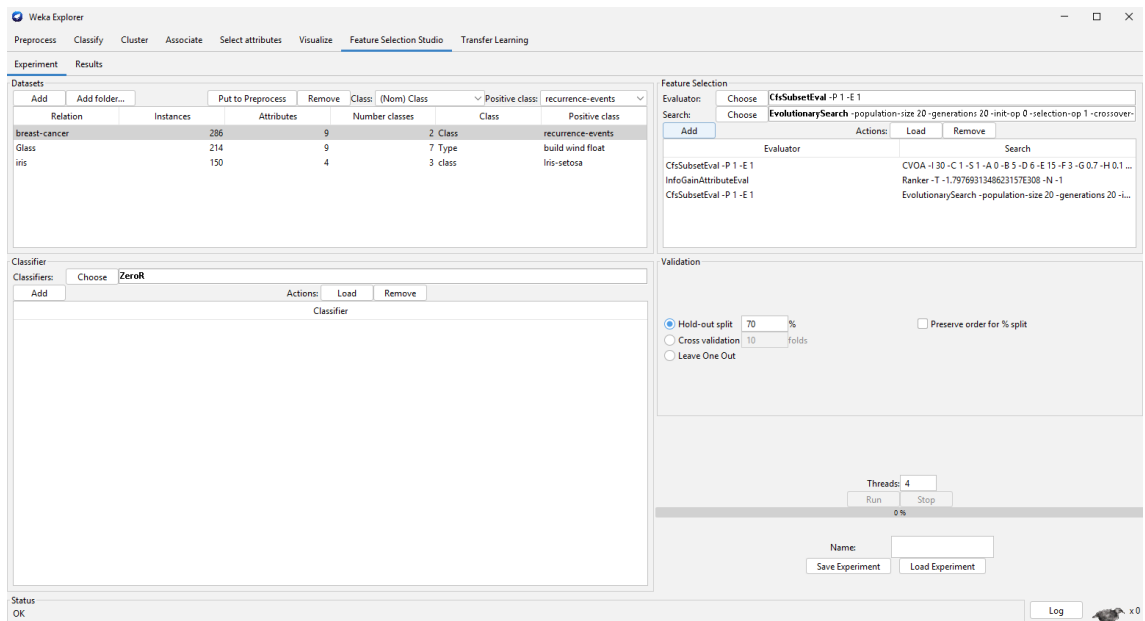 Weka Explorer
Preprocess Classify Cluster Associate Select attributes Visualize Feature Selection Studio Transfer Learning
Experiment Results
Datasets
Add Add folder... Put to Preprocess Remove Class: (Nom) Class Positive class: recurrence-events
Relation Instances Attributes Number classes Class Positive class
breast-cancer 286 9 2 Class recurrence-events
Glass 214 9 7 Type build wind float
iris 150 4 3 class Iris-setosa
Feature Selection
Evaluator: Choose CfsSubsetEval -P 1 -E 1
Search: Choose EvolutionarySearch -population-size 20 -generations 20 -init-op 0 -selection-op 1 -crossover-
Add Actions: Load Remove
Evaluator Search
CfsSubsetEval -P 1 -E 1 CVOA -I 30 -C 1 -S 1 -A 0 -B 5 -D 6 -E 15 -F 3 -G 0.7 -H 0.1 ...
InfoGainAttributeEval Ranker -T -1.7976931348623157E308 -N -1
CfsSubsetEval -P 1 -E 1 EvolutionarySearch -population-size 20 -generations 20 -i...
Classifier
Classifiers: Choose ZeroR
Add Actions: Load Remove
Classifier
Validation
Hold-out split 70 % Preserve order for % split
Cross validation 10 folds
Leave One Out
Threads: 4
Run Stop
0 %
Name:
Save Experiment Load Experiment
Status
OK
Log x 0